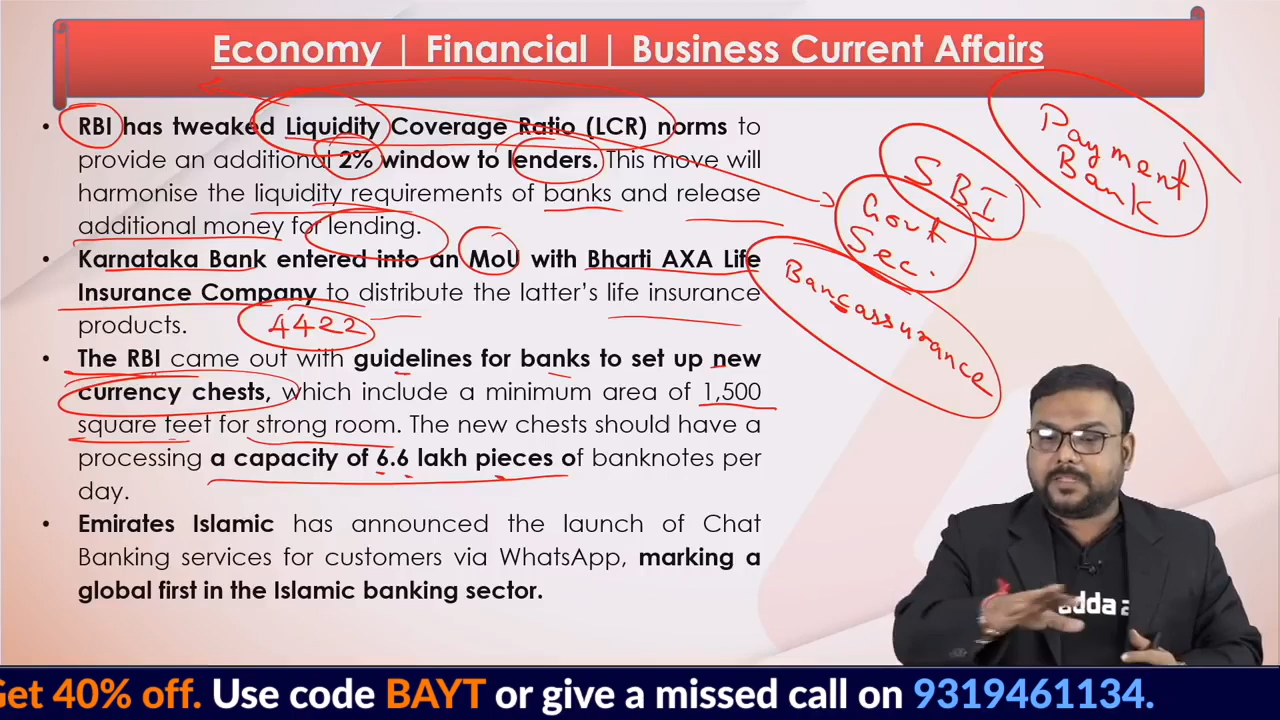 Economy | Financial | Business Current Affairs
• RBI has tweaked Liquidity Coverage Ratio (LCR) norms to
provide an additional 2% window to lenders. This move will
harmonise the liquidity requirements of banks and release
additional money for lending.
• Karnataka Bank entered into an MoU with Bharti AXA Life
Insurance Company to distribute the latter's life insurance
products.
4422
• The RBI came out with guidelines for banks to set up new
currency chests, which include a minimum area of 1,500
square feet for strong room. The new chests should have a
processing a capacity of 6.6 lakh pieces of banknotes per
day.
• Emirates Islamic has announced the launch of Chat
Banking services for customers via WhatsApp, marking a
global first in the Islamic banking sector.
Payment
Bank
SBI
Govt
Sec.
Bancassurance
adda
Get 40% off. Use code BAYT or give a missed call on 9319461134.